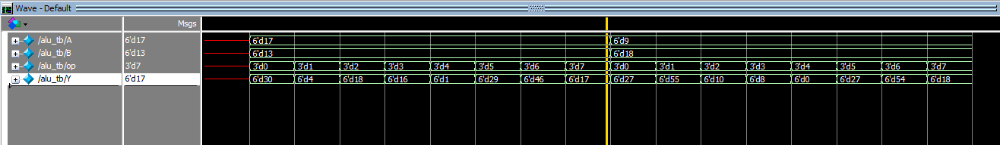 Wave - Default
Msgs
/alu_tb/A 6'd17 6'd17 6'd9
/alu_tb/B 6'd13 6'd13 6'd18
/alu_tb/op 3'd7 3'd0 3'd1 3'd2 3'd3 3'd4 3'd5 3'd6 3'd7 3'd0 3'd1 3'd2 3'd3 3'd4 3'd5 3'd6 3'd7
/alu_tb/Y 6'd17 6'd30 6'd4 6'd18 6'd16 6'd1 6'd29 6'd46 6'd17 6'd27 6'd55 6'd10 6'd8 6'd0 6'd27 6'd54 6'd18